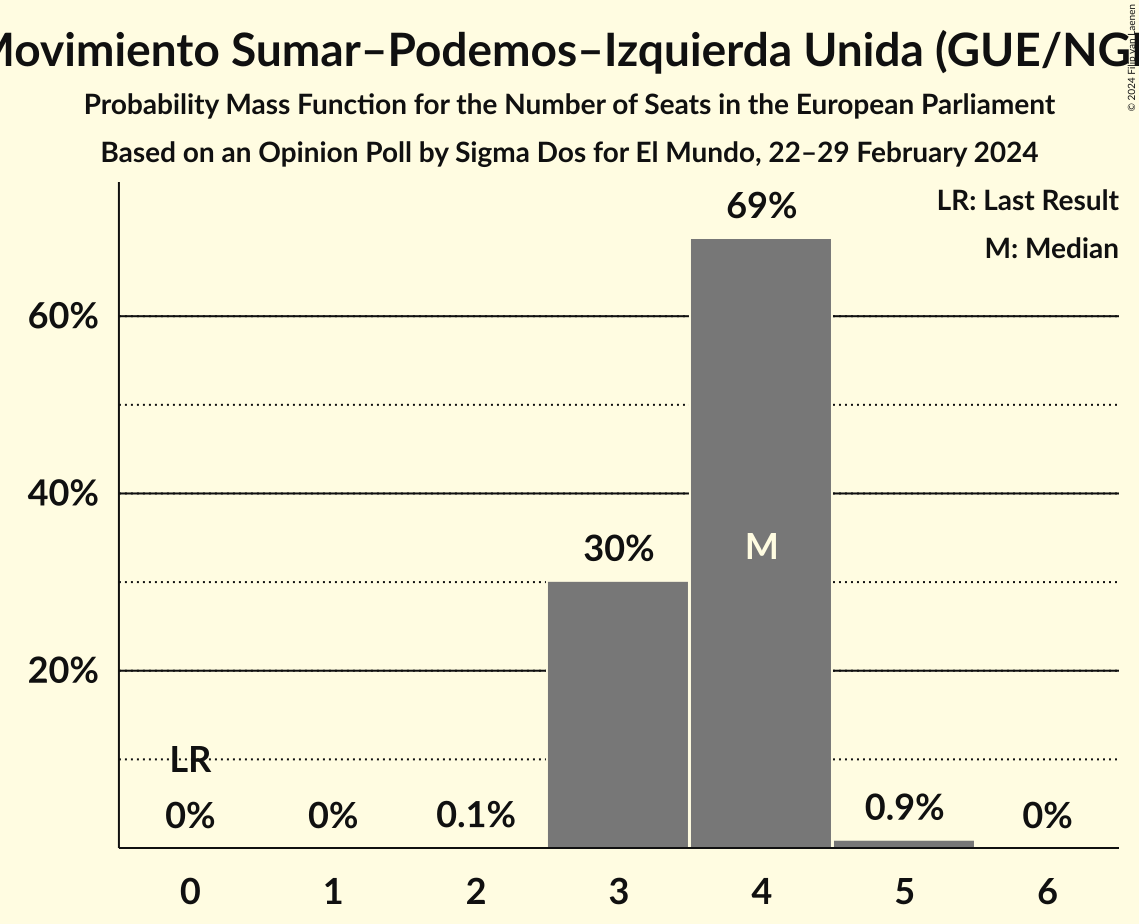 Movimiento Sumar–Podemos–Izquierda Unida (GUE/NGL
© 2024 Filip van Laenen
Probability Mass Function for the Number of Seats in the European Parliament
Based on an Opinion Poll by Sigma Dos for El Mundo, 22–29 February 2024
LR: Last Result
M: Median
69%
60%
40%
30%
M
20%
LR
0%
0%
0.1%
0.9%
0%
0 1 2 3 4 5 6